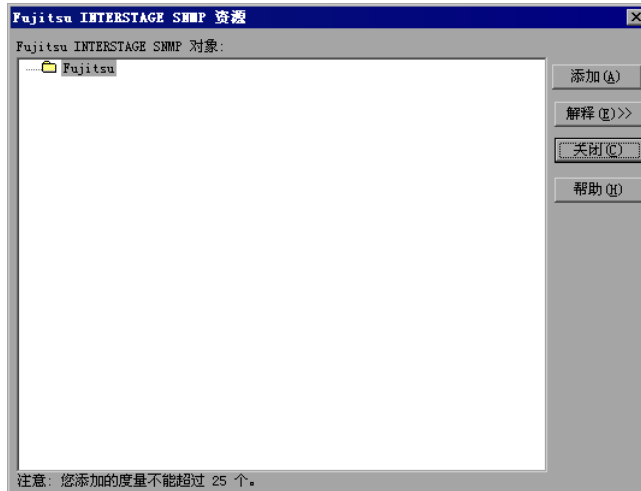 Fujitsu INTERSTAGE SNMP 资源
Fujitsu INTERSTAGE SNMP 对象:
Fujitsu
添加(A)
解释(E)>>
关闭(C)
帮助(H)
注意: 您添加的度量不能超过 25 个。